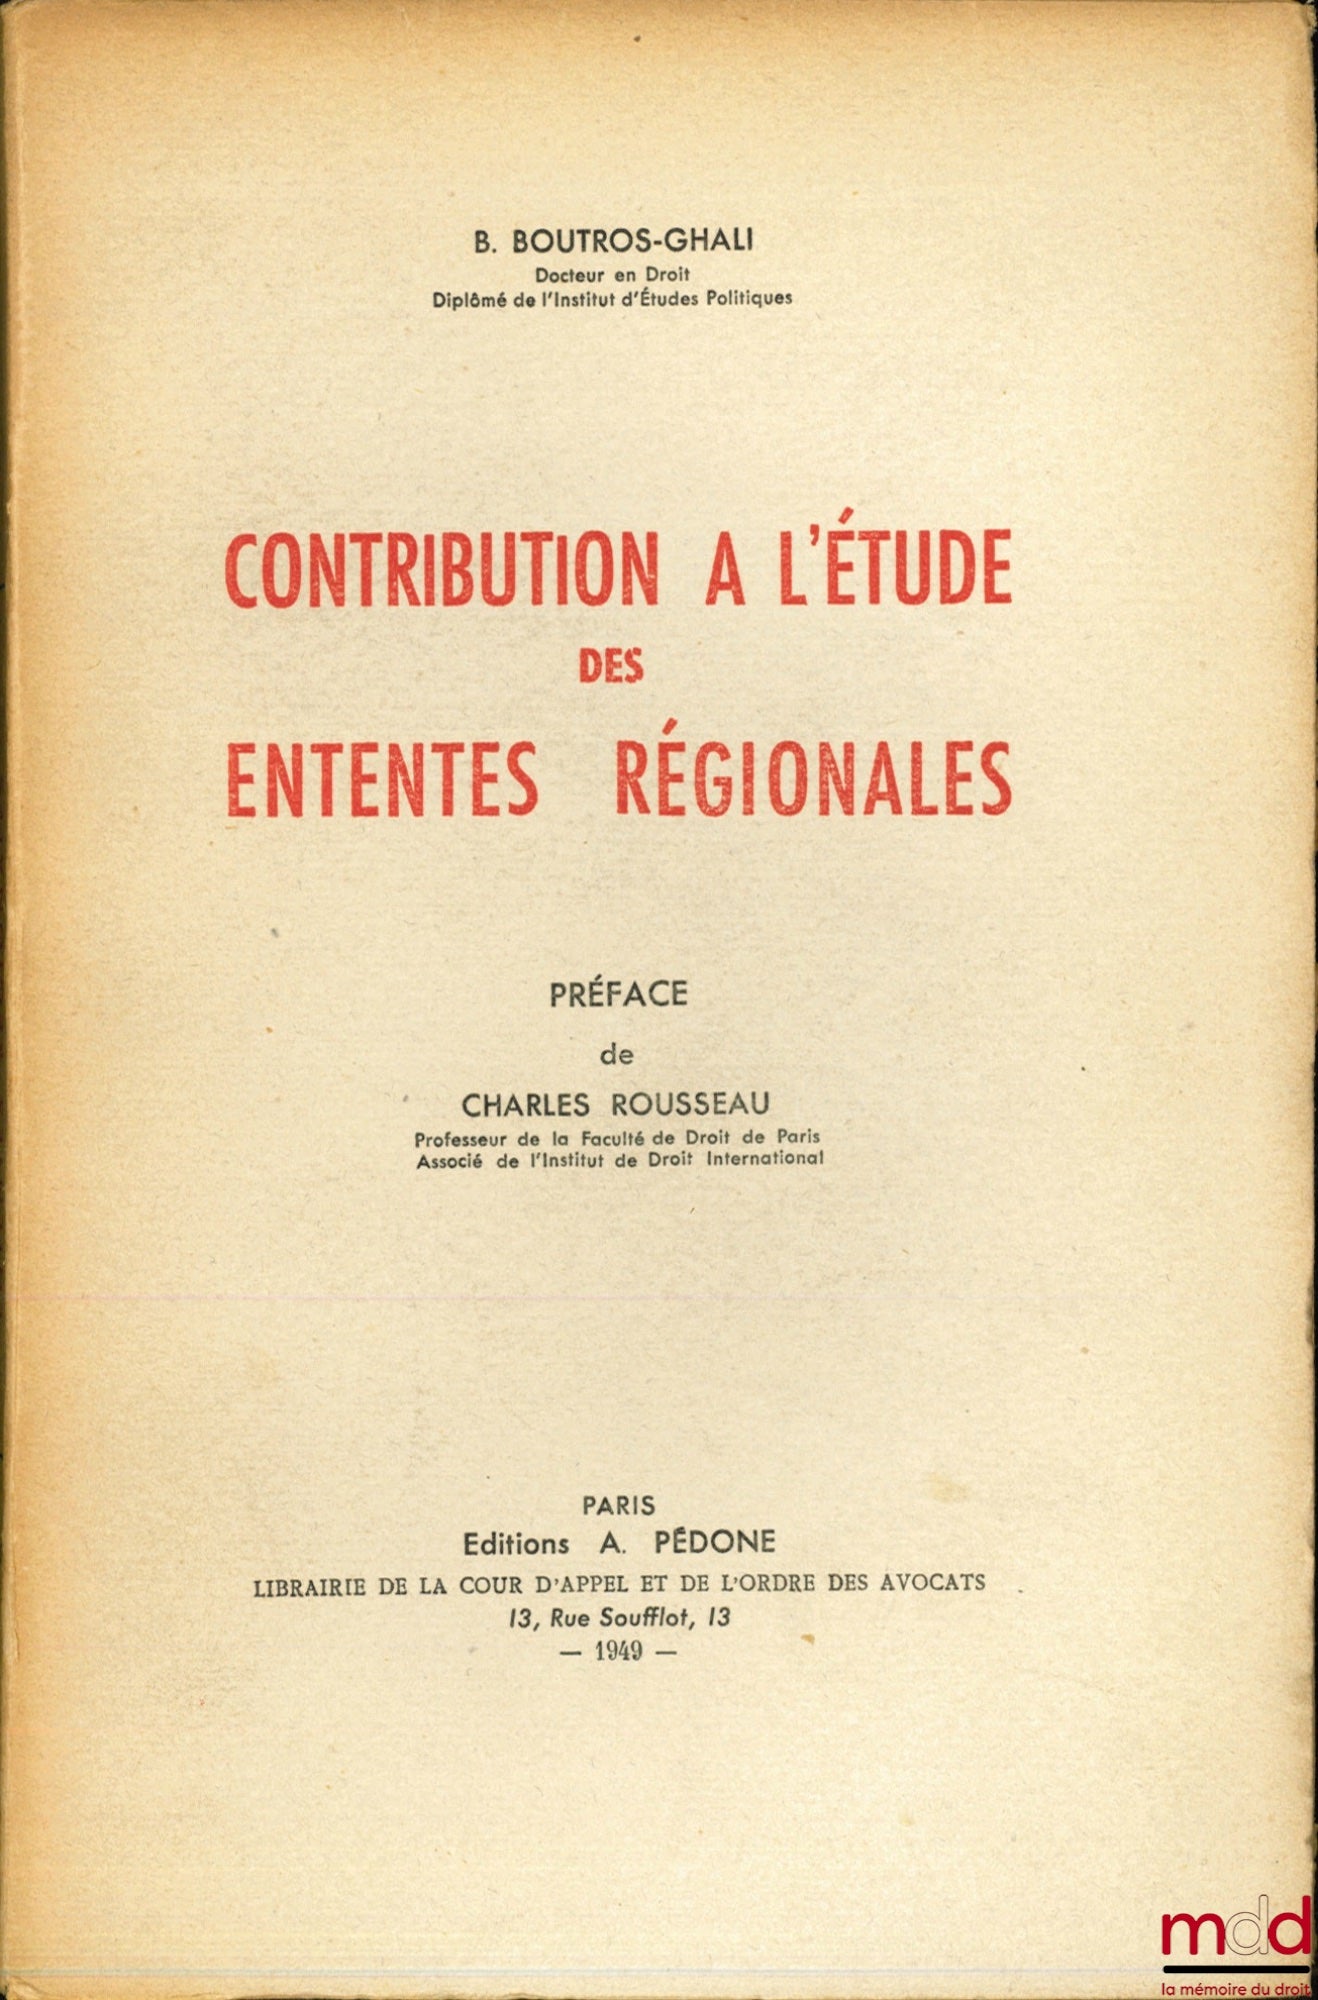 B. BOUTROS-GHALI
Docteur en Droit
Diplômé de l'Institut d'Études Politiques
CONTRIBUTION A L'ÉTUDE
DES
ENTENTES RÉGIONALES
PRÉFACE
de
CHARLES ROUSSEAU
Professeur de la Faculté de Droit de Paris
Associé de l'Institut de Droit International
PARIS
Editions A. PÉDONE
LIBRAIRIE DE LA COUR D'APPEL ET DE L'ORDRE DES AVOCATS
13, Rue Soufflot, 13
— 1949 —
mdd
la mémoire du droit